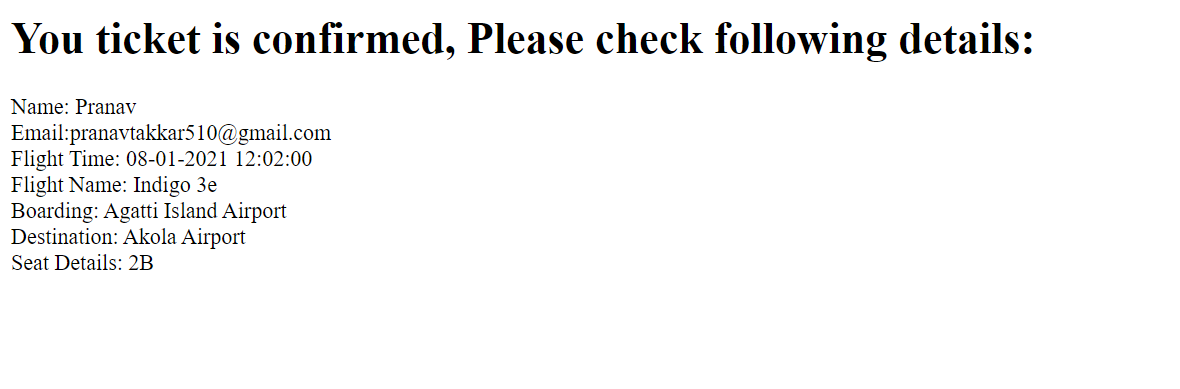 You ticket is confirmed, Please check following details:
Name: Pranav
Email:pranavtakkar510@gmail.com
Flight Time: 08-01-2021 12:02:00
Flight Name: Indigo 3e
Boarding: Agatti Island Airport
Destination: Akola Airport
Seat Details: 2B